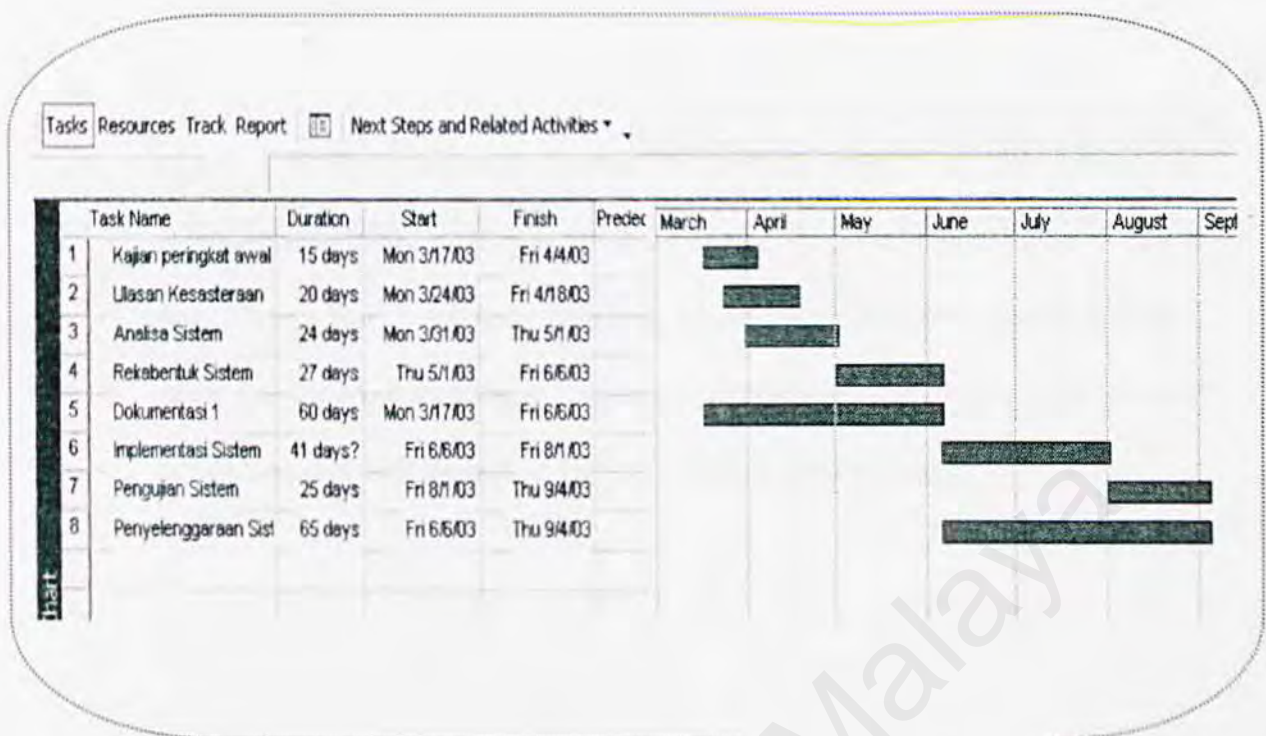 Tasks Resources Track Report Next Steps and Related Activities
Task Name Duration Start Finish Predec March April May June July August Sept
1 Kajian peringkat awal 15 days Mon 3/17/03 Fri 4/4/03
2 Ulasan Kesasteraan 20 days Mon 3/24/03 Fri 4/18/03
3 Analisa Sistem 24 days Mon 3/31/03 Thu 5/1/03
4 Rekabentuk Sistem 27 days Thu 5/1/03 Fri 6/6/03
5 Dokumentasi 1 60 days Mon 3/17/03 Fri 6/6/03
6 Implementasi Sistem 41 days? Fri 6/6/03 Fri 8/1/03
7 Pengujian Sistem 25 days Fri 8/1/03 Thu 9/4/03
8 Penyelenggaraan Sist 65 days Fri 6/6/03 Thu 9/4/03
hart
Malaya